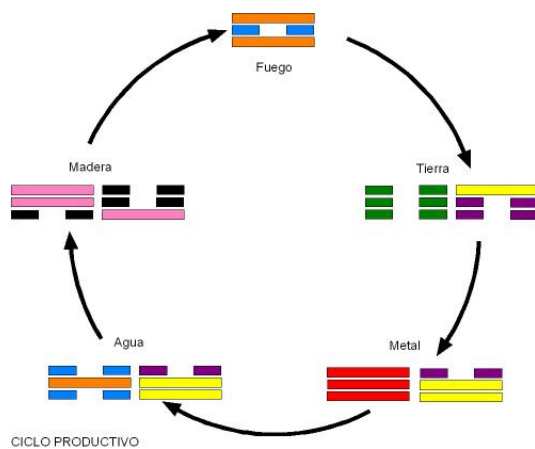 Fuego
Madera
Tierra
Agua
Metal
CICLO PRODUCTIVO